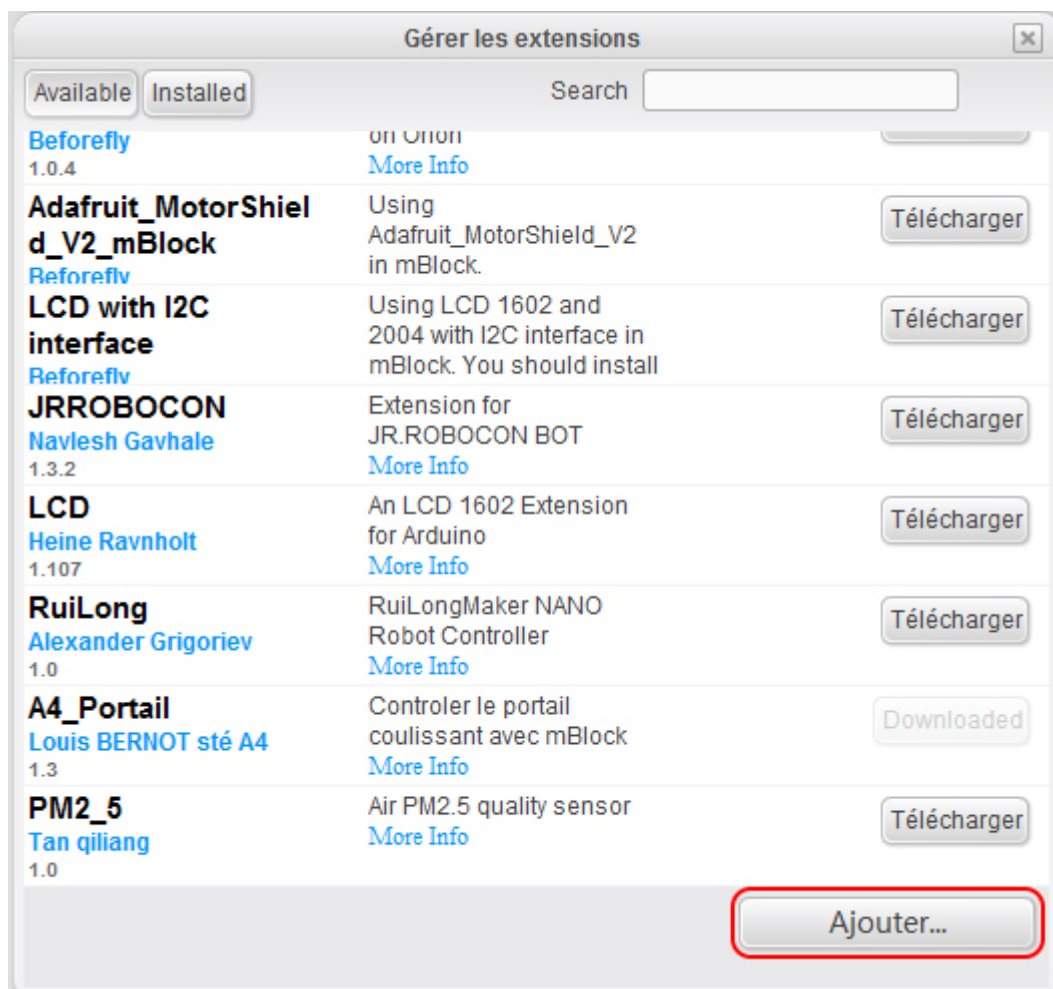 Gérer les extensions
Available Installed Search
Beforefly
1.0.4
on Orion
More Info
Adafruit_MotorShiel
d_V2_mBlock
Beforefly
Using
Adafruit_MotorShield_V2
in mBlock.
Télécharger
LCD with I2C
interface
Beforefly
Using LCD 1602 and
2004 with I2C interface in
mBlock. You should install
Télécharger
JRROBOCON
Navlesh Gavhale
1.3.2
Extension for
JR.ROBOCON BOT
More Info
Télécharger
LCD
Heine Ravnholt
1.107
An LCD 1602 Extension
for Arduino
More Info
Télécharger
RuiLong
Alexander Grigoriev
1.0
RuiLongMaker NANO
Robot Controller
More Info
Télécharger
A4_Portail
Louis BERNOT sté A4
1.3
Controler le portail
coulissant avec mBlock
More Info
Downloaded
PM2_5
Tan qiliang
1.0
Air PM2.5 quality sensor
More Info
Télécharger
Ajouter...